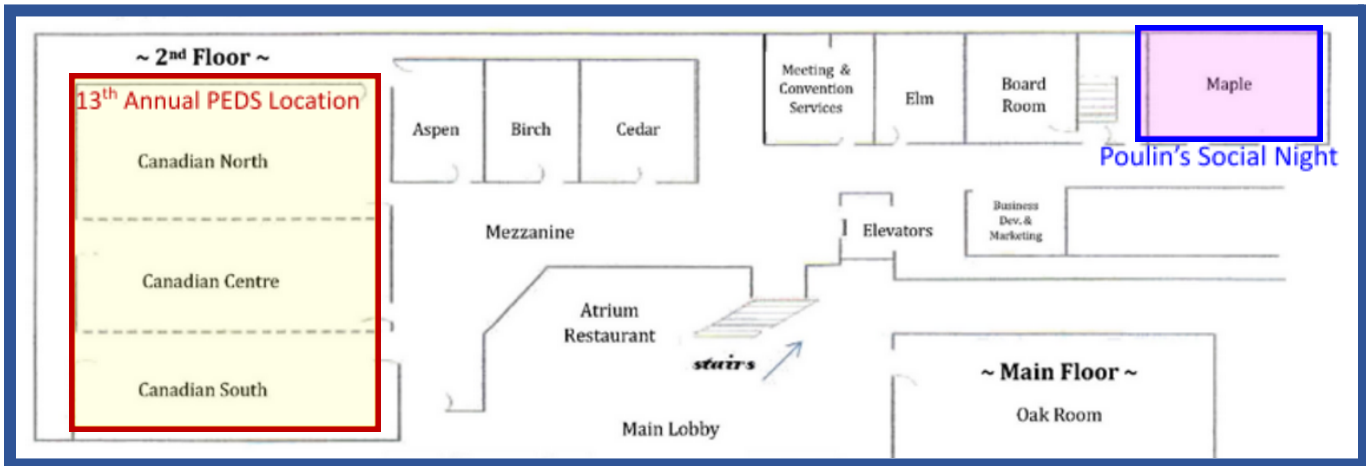 ~ 2nd Floor ~
13th Annual PEDS Location
Canadian North
Canadian Centre
Canadian South
Aspen
Birch
Cedar
Mezzanine
Atrium
Restaurant
stairs
Main Lobby
Meeting &
Convention
Services
Elm
Board
Room
Maple
Poulin's Social Night
Elevators
Business
Dev. &
Marketing
~ Main Floor ~
Oak Room